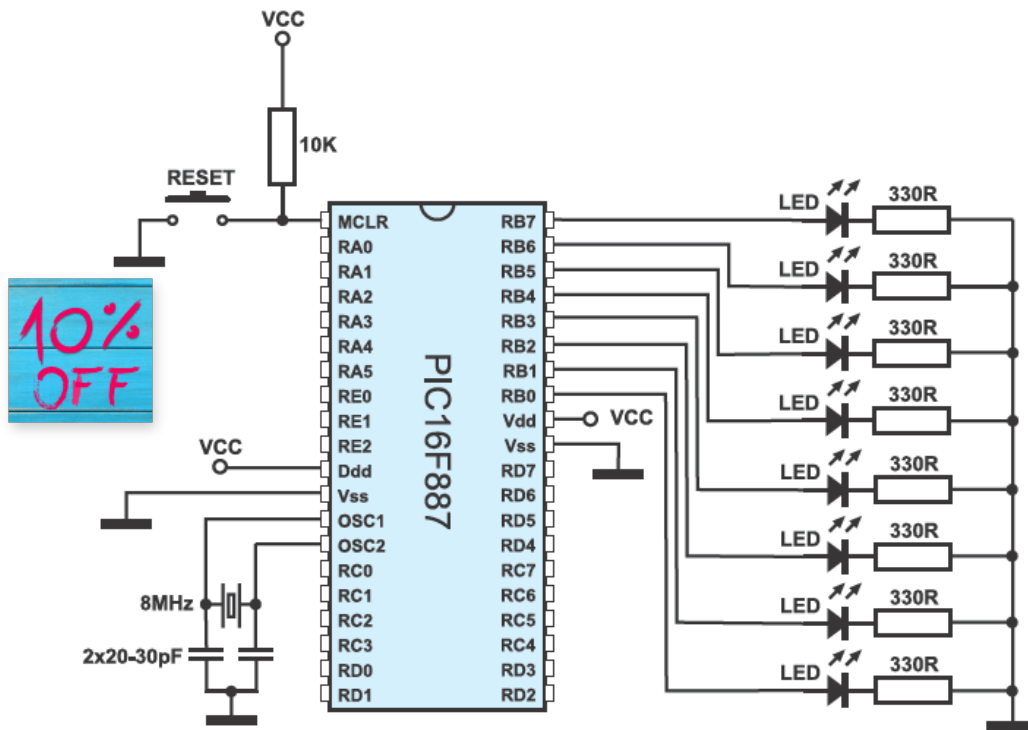 VCC
10K
RESET
MCLR
RA0
RA1
RA2
RA3
RA4
RA5
RE0
RE1
RE2
Ddd
Vss
OSC1
OSC2
RC0
RC1
RC2
RC3
RD0
RD1
PIC16F887
RB7
RB6
RB5
RB4
RB3
RB2
RB1
RB0
Vdd
Vss
RD7
RD6
RD5
RD4
RC7
RC6
RC5
RC4
RD3
RD2
VCC
10%
OFF
VCC
8MHz
2x20-30pF
LED 330R
LED 330R
LED 330R
LED 330R
LED 330R
LED 330R
LED 330R
LED 330R